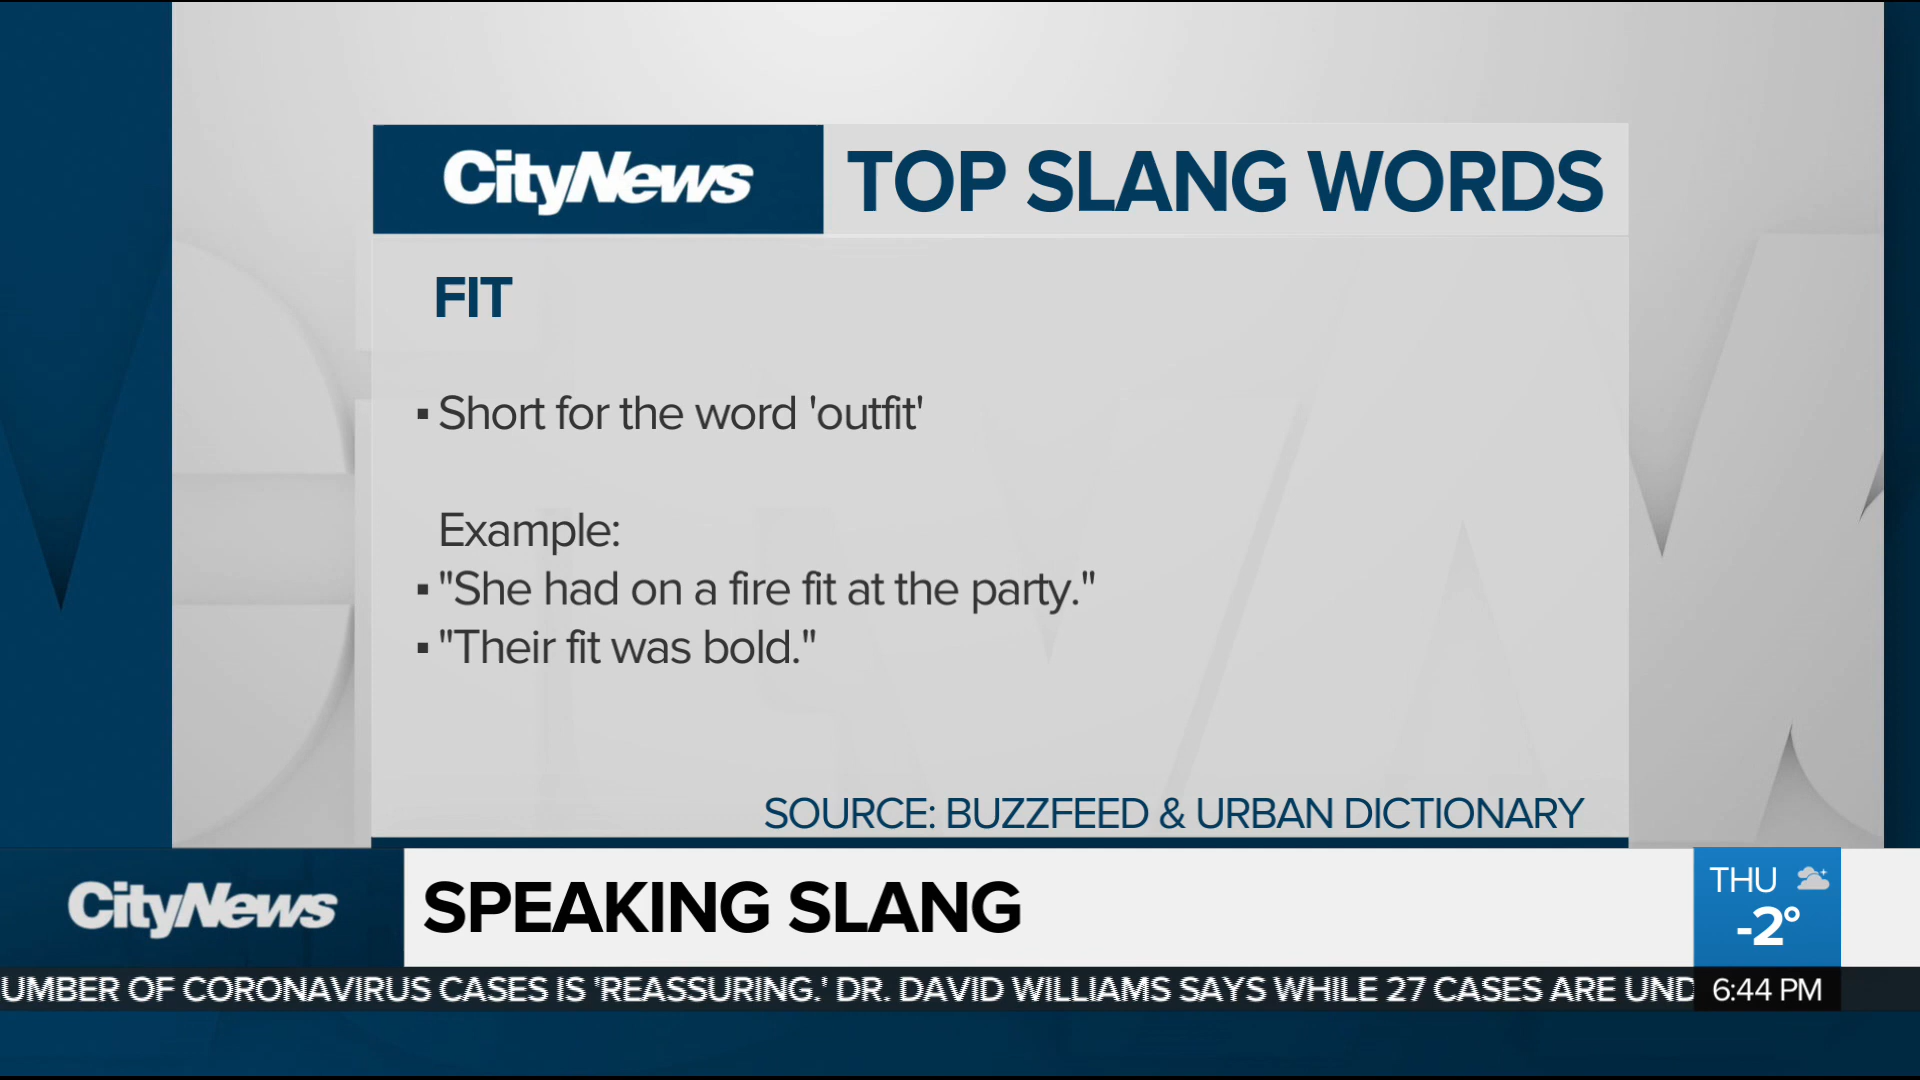 CityNews TOP SLANG WORDS
FIT
▪ Short for the word 'outfit'
Example:
▪ "She had on a fire fit at the party."
▪ "Their fit was bold."
SOURCE: BUZZFEED & URBAN DICTIONARY
CityNews SPEAKING SLANG
THU
-2°
UMBER OF CORONAVIRUS CASES IS 'REASSURING.' DR. DAVID WILLIAMS SAYS WHILE 27 CASES ARE UND
6:44 PM